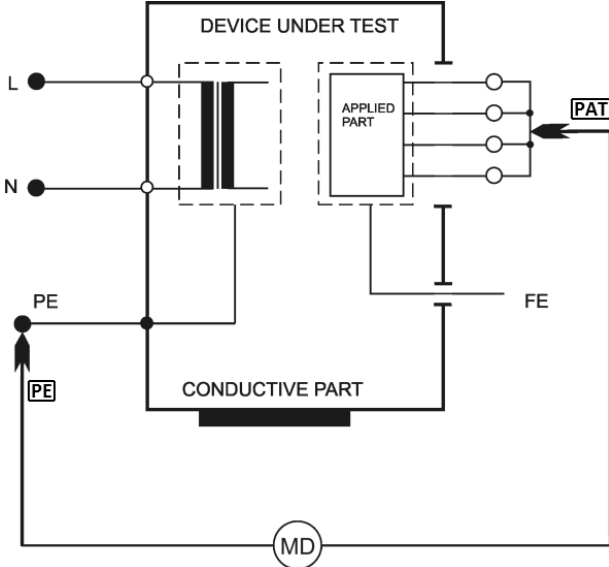 DEVICE UNDER TEST
L
APPLIED
PART
PAT
N
PE
FE
PE
CONDUCTIVE PART
MD